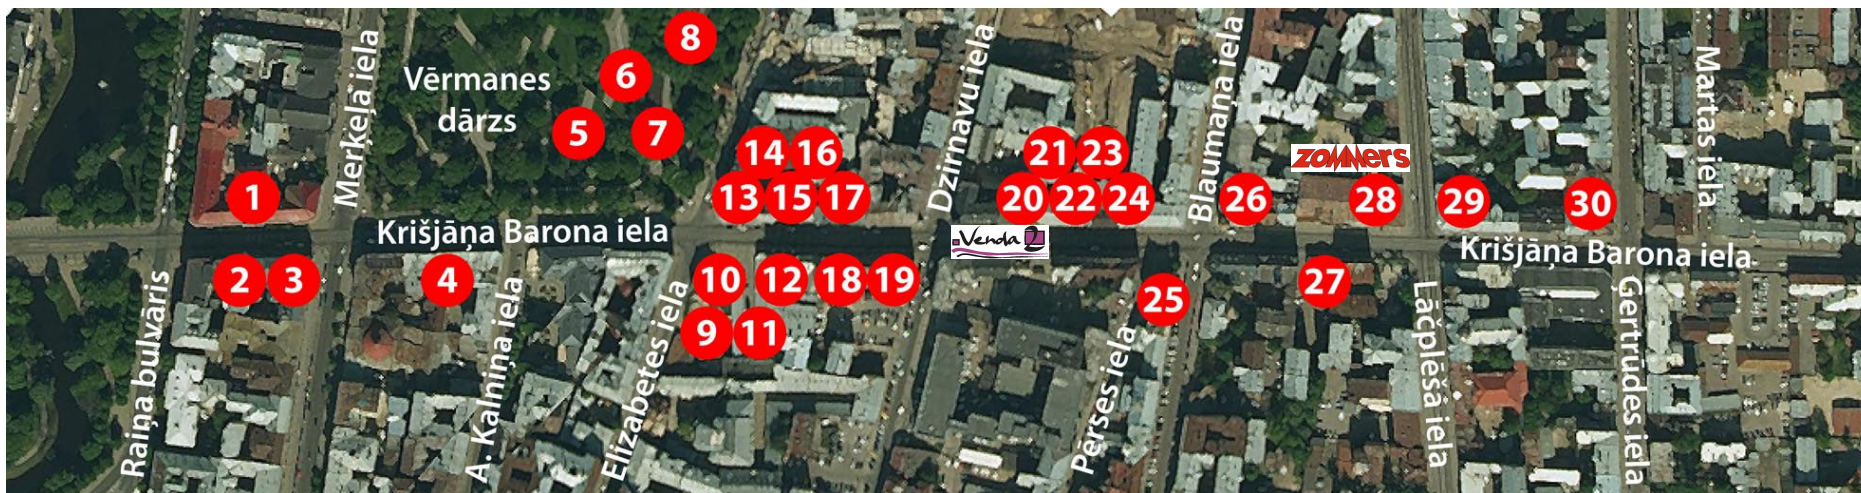 8
6
Vērmanes
dārzs
5
7
Raiņa bulvāris
Merķeļa iela
1
2
3
Krišjāņa Barona iela
4
A. Kalniņa iela
Elizabetes iela
14
16
13
15
17
10
12
18
19
9
11
Dzirnavu iela
Venda
21
23
20
22
24
Pērses iela
25
Blaumaņa iela
26
ZOMMERS
28
27
Lāčplēša iela
29
30
Krišjāņa Barona iela
Ģertrūdes iela
Martas iela